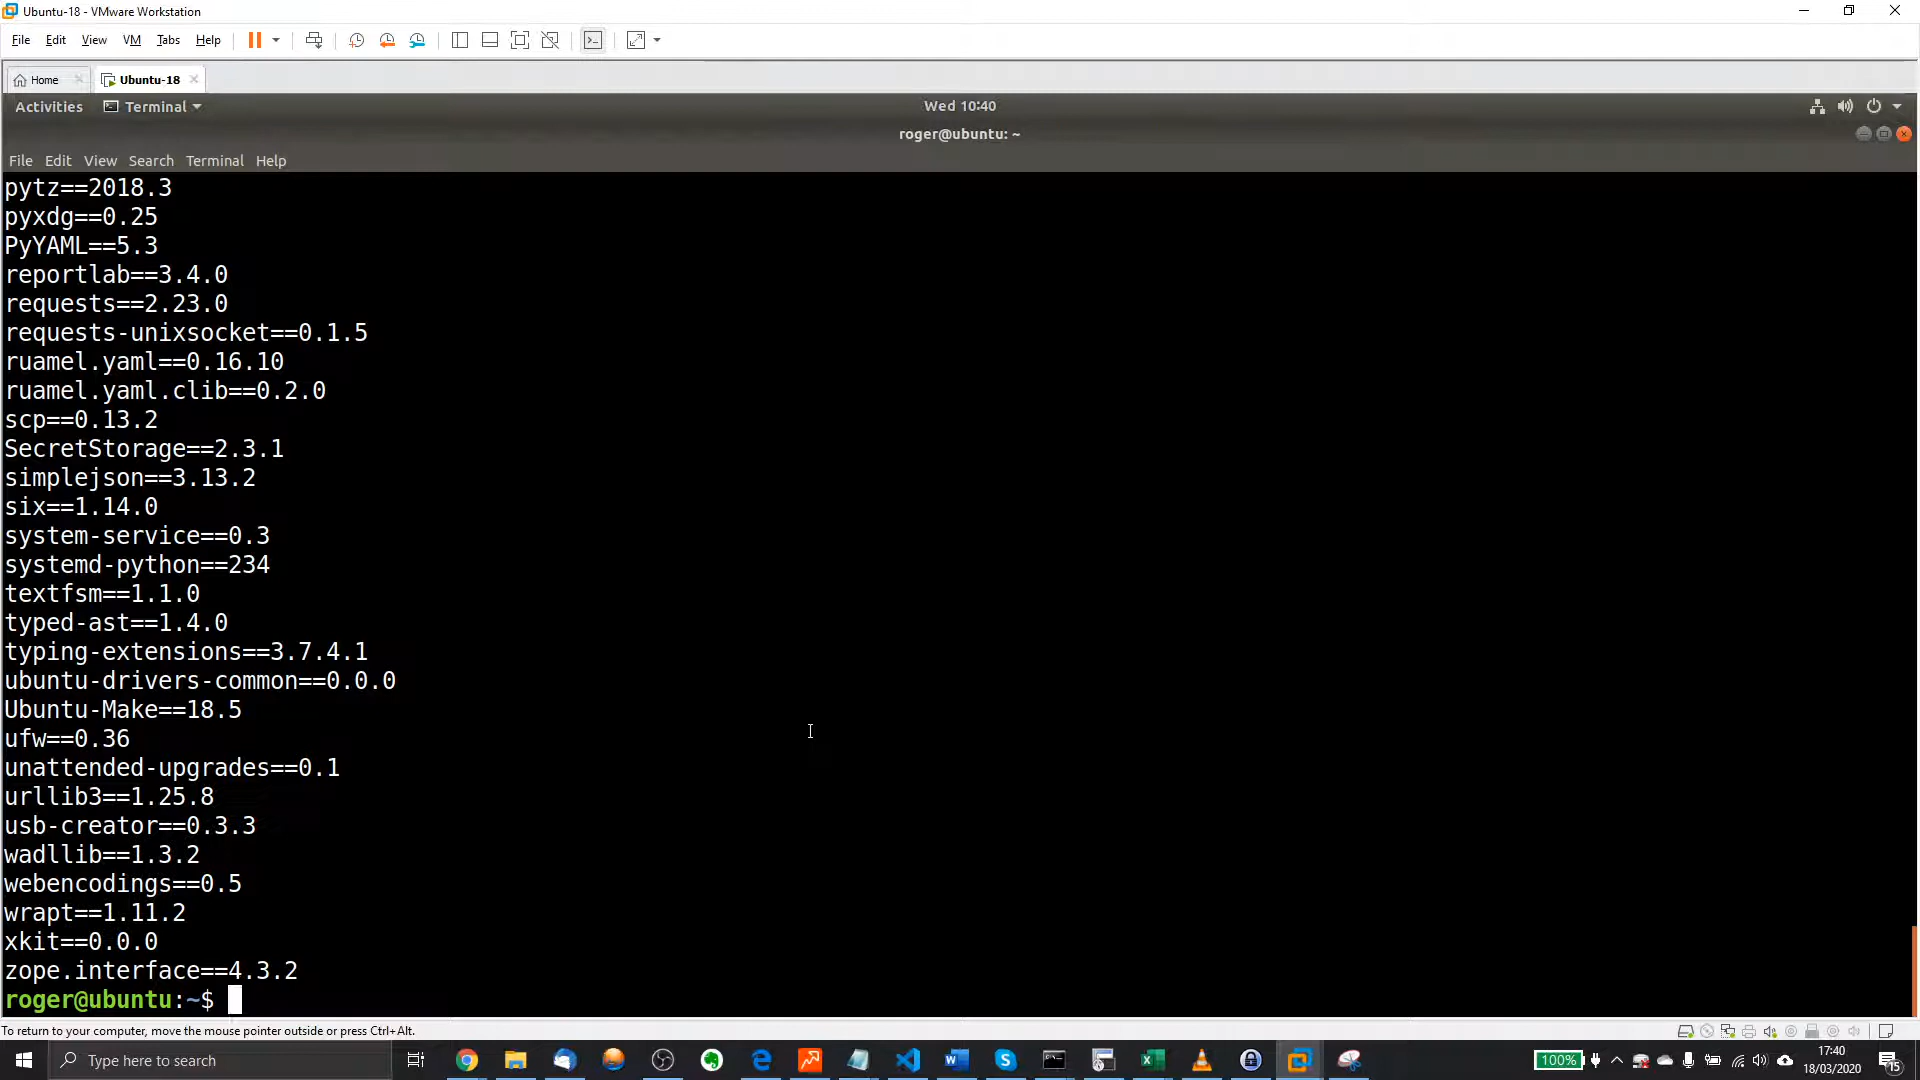 Ubuntu-18 - VMware Workstation
File Edit View VM Tabs Help
Home Ubuntu-18
Activities Terminal Wed 10:40
roger@ubuntu: ~
File Edit View Search Terminal Help
pytz==2018.3
pyxdg==0.25
PyYAML==5.3
reportlab==3.4.0
requests==2.23.0
requests-unixsocket==0.1.5
ruamel.yaml==0.16.10
ruamel.yaml.clib==0.2.0
scp==0.13.2
SecretStorage==2.3.1
simplejson==3.13.2
six==1.14.0
system-service==0.3
systemd-python==234
textfsm==1.1.0
typed-ast==1.4.0
typing-extensions==3.7.4.1
ubuntu-drivers-common==0.0.0
Ubuntu-Make==18.5
ufw==0.36
unattended-upgrades==0.1
urllib3==1.25.8
usb-creator==0.3.3
wadllib==1.3.2
webencodings==0.5
wrapt==1.11.2
xkit==0.0.0
zope.interface==4.3.2
roger@ubuntu:~$
To return to your computer, move the mouse pointer outside or press Ctrl+Alt.
Type here to search
100%
17:40
18/03/2020
15